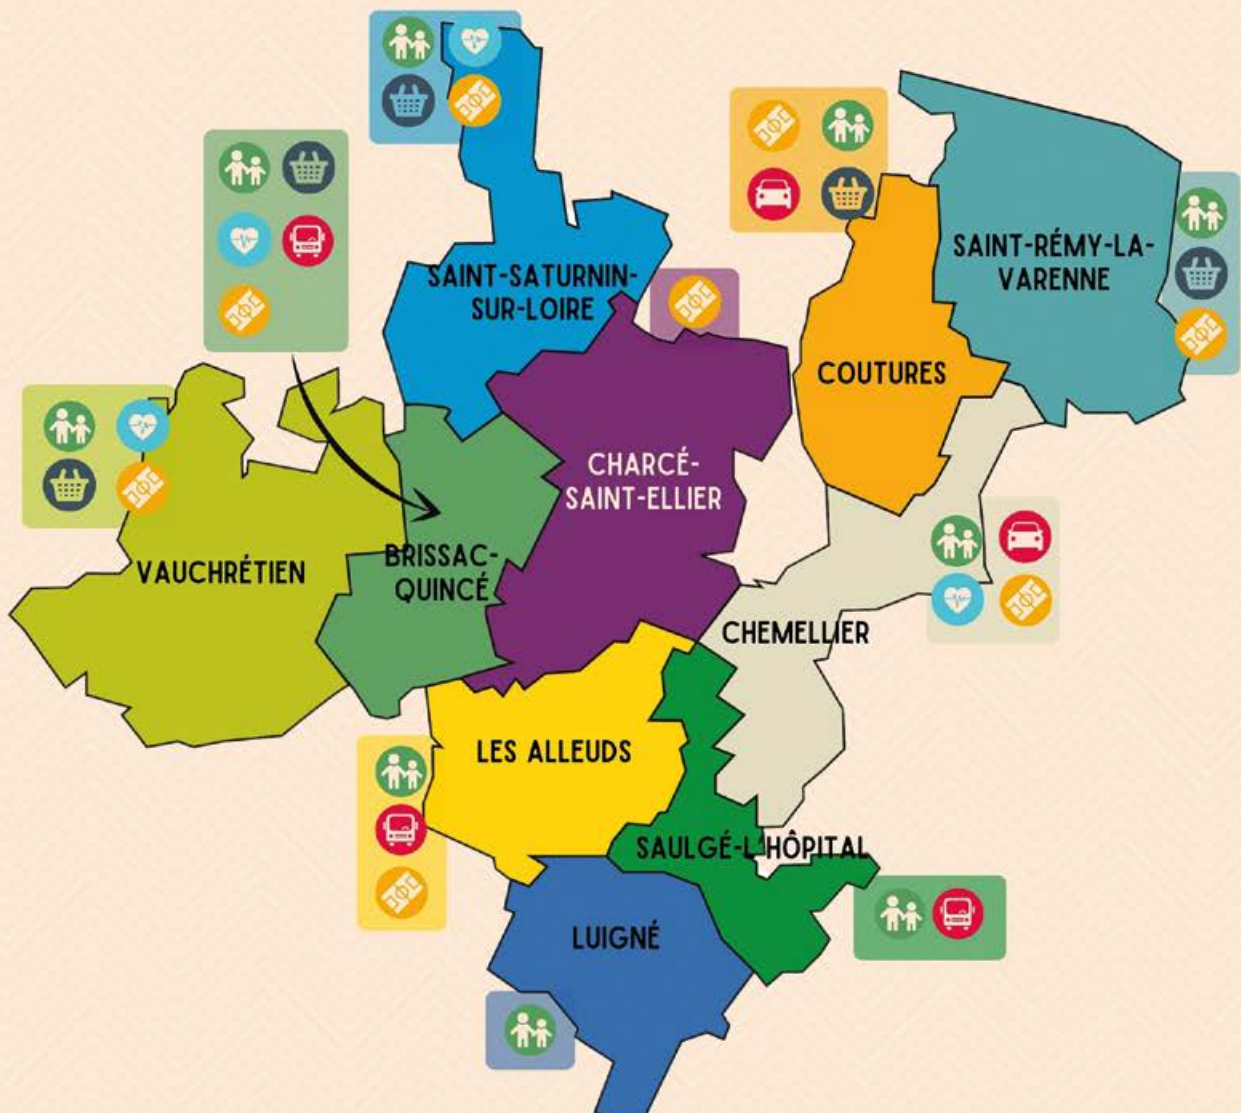 SAINT-SATURNIN-
SUR-LOIRE
SAINT-RÉMY-LA-
VARENNE
COUTURES
CHARCÉ-
SAINT-ELLIER
VAUCHRÉTIEN
BRISSAC-
QUINCÉ
CHEMELLIER
LES ALLEUDS
SAULGÉ-L'HÔPITAL
LUIGNÉ